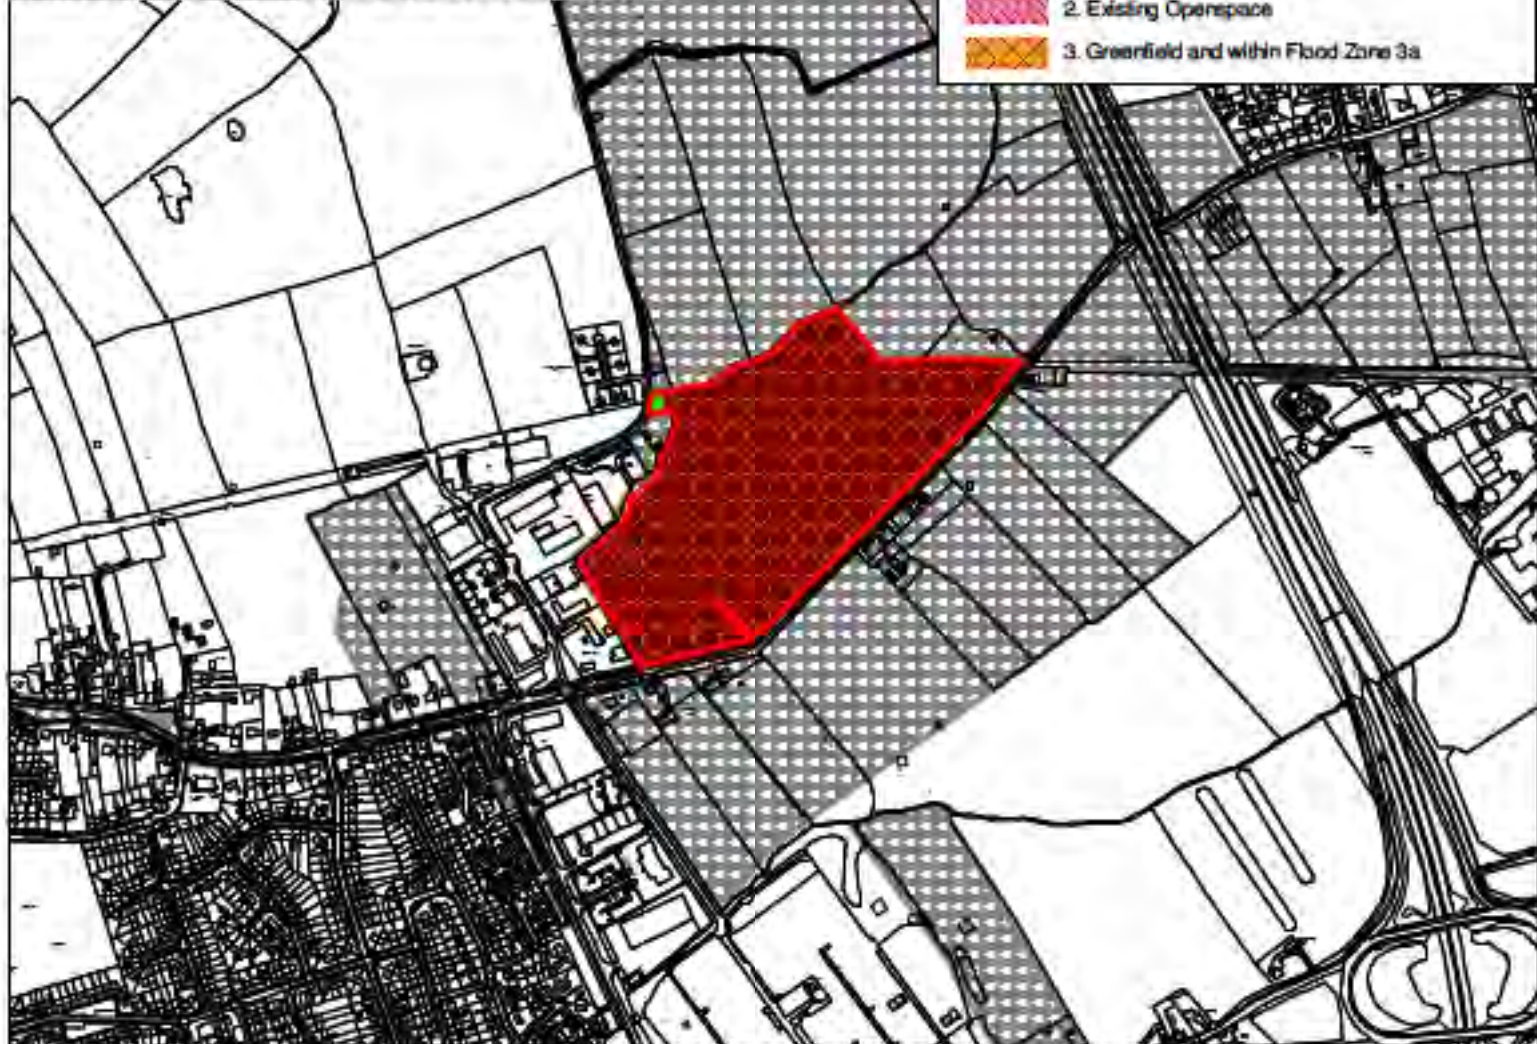 2. Existing Openspace
3. Greenfield and within Flood Zone 3a